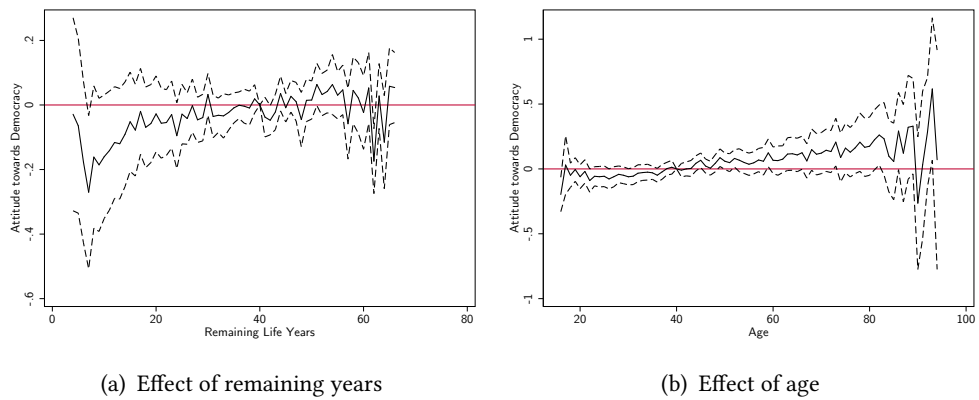 Attitude towards Democracy
.2
0
-.2
-.4
-.6
0 20 40 60 80
Remaining Life Years
(a) Effect of remaining years
Attitude towards Democracy
1
.5
0
-.5
-1
20 40 60 80 100
Age
(b) Effect of age